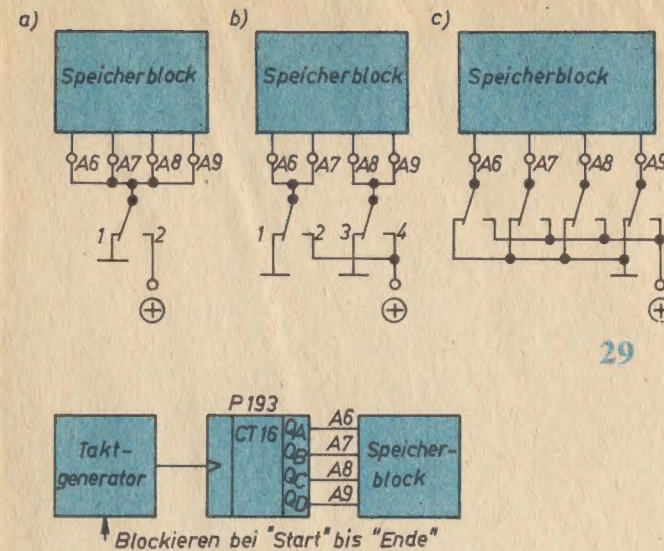 a)
b)
c)
Speicherblock
Speicherblock
Speicherblock
A6 A7 A8 A9
A6 A7 A8 A9
A6 A7 A8 A9
1 2
1 2 3 4
+
+
+
29
P193
Takt-
generator
CT16
QA
QB
QC
QD
A6
A7
A8
A9
Speicher-
block
Blockieren bei "Start" bis "Ende"